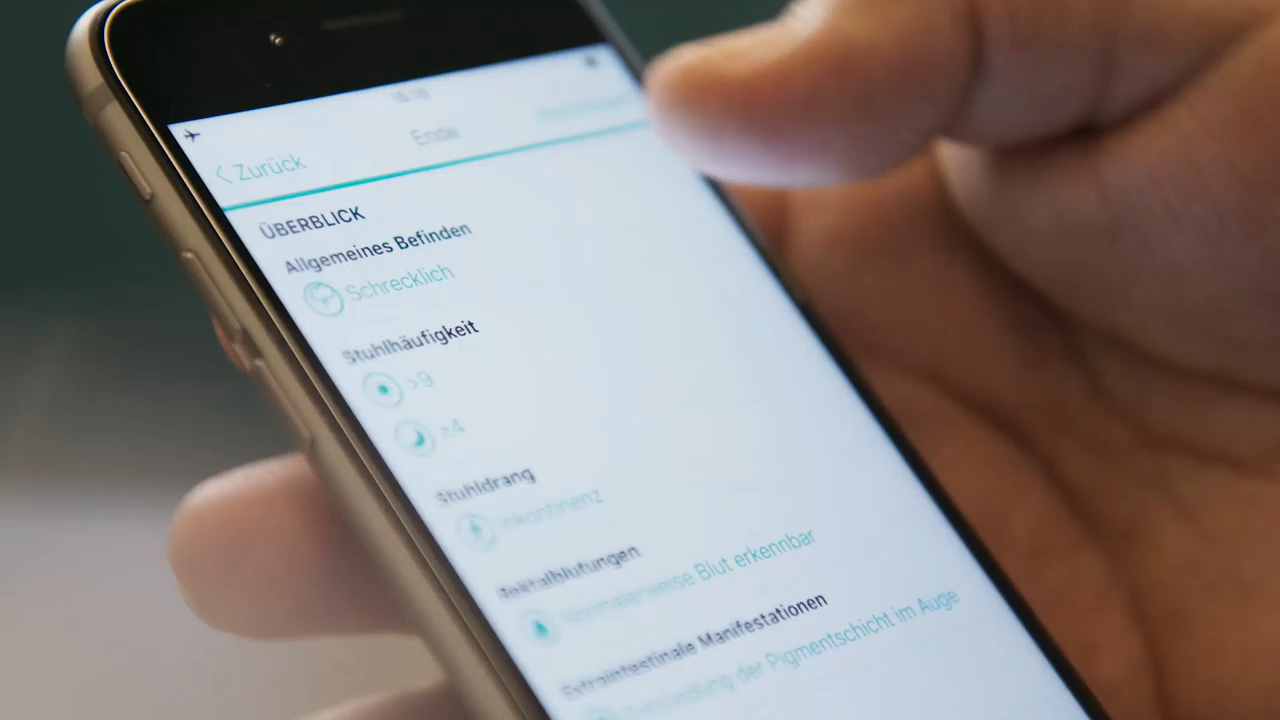 Ende
Zurück
ÜBERBLICK
Allgemeines Befinden
Schrecklich
Stuhlhäufigkeit
>9
≥4
Stuhldrang
Inkontinenz
Rektalblutungen
Normalerweise Blut erkennbar
Extraintestinale Manifestationen
der Pigmentschicht im Auge